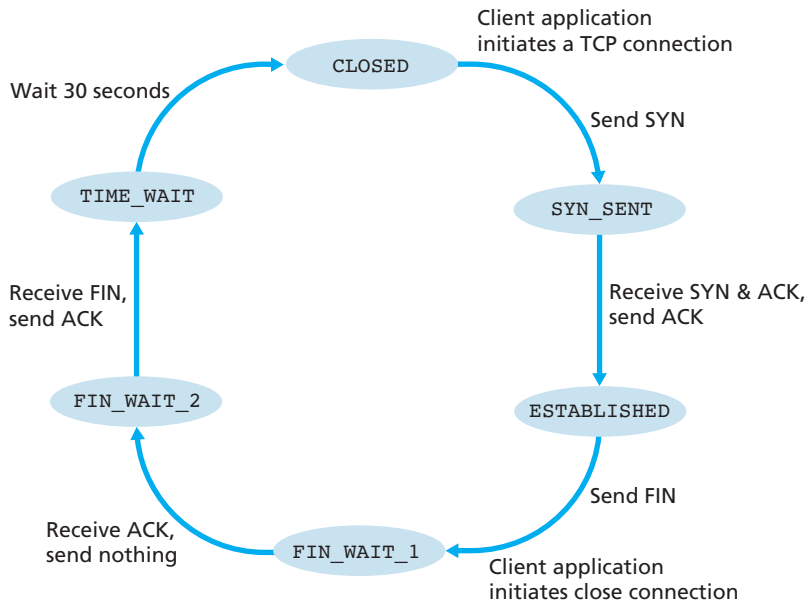 Client application
initiates a TCP connection
CLOSED
Wait 30 seconds
Send SYN
TIME_WAIT
SYN_SENT
Receive FIN,
send ACK
Receive SYN & ACK,
send ACK
FIN_WAIT_2
ESTABLISHED
Send FIN
Receive ACK,
send nothing
FIN_WAIT_1
Client application
initiates close connection